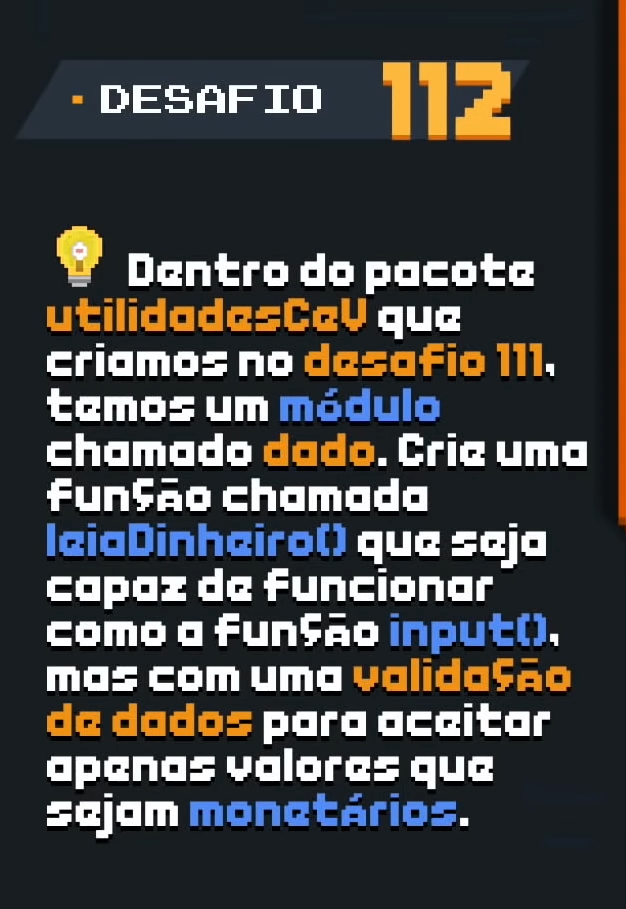 DESAFIO 112
Dentro do pacote
utilidadesCeV que
criamos no desafio 111,
temos um módulo
chamado dado. Crie uma
função chamada
leiaDinheiro() que seja
capaz de funcionar
como a função input(),
mas com uma validação
de dados para aceitar
apenas valores que
sejam monetários.